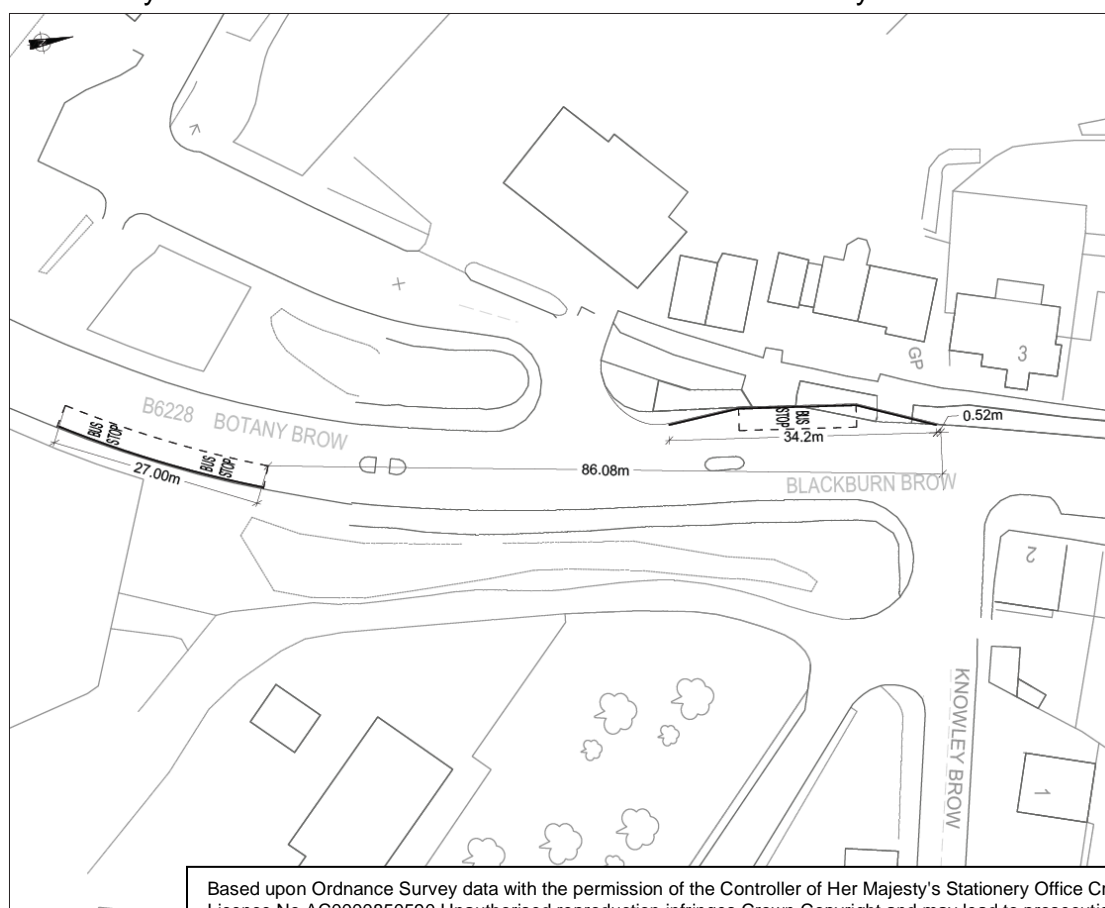 B6228 BOTANY BROW
BUS
STOP
BUS
STOP
27.00m
86.08m
BUS
STOP
34.2m
0.52m
GP
3
BLACKBURN BROW
2
KNOWLEY BROW
1
Based upon Ordnance Survey data with the permission of the Controller of Her Majesty's Stationery Office